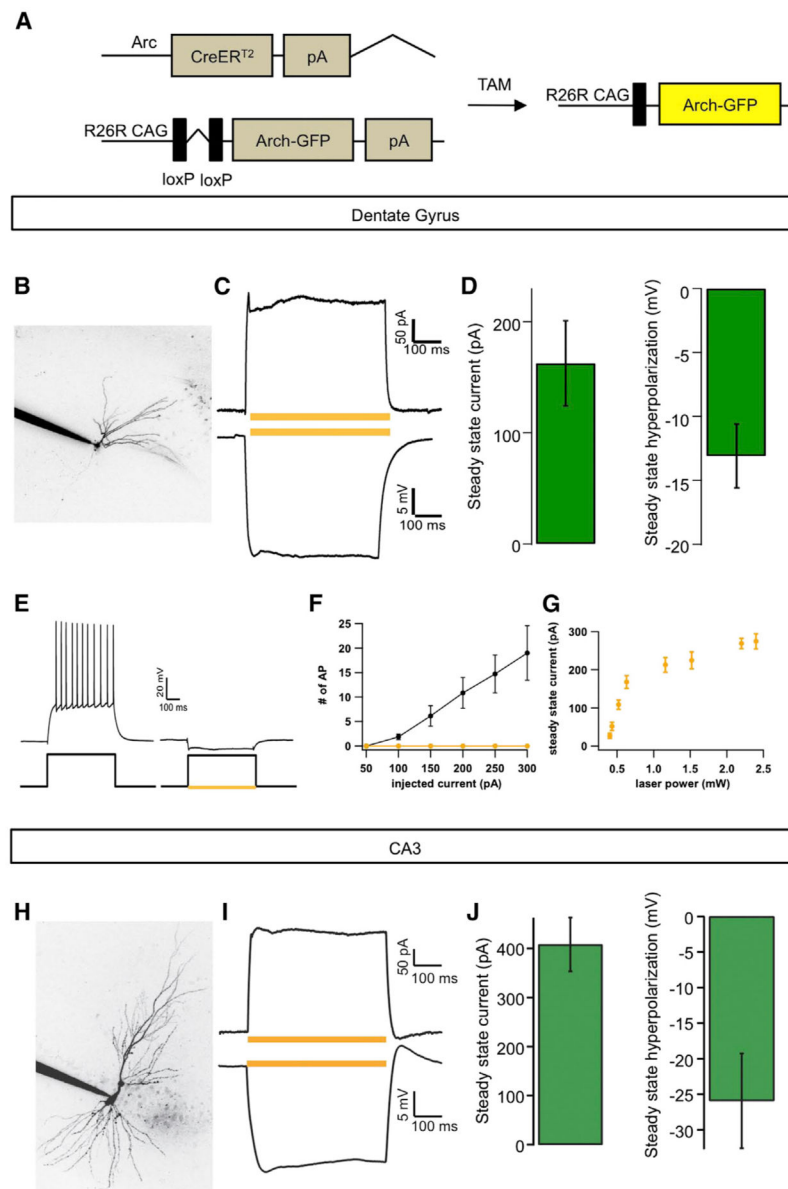 A
Arc
CreERT2
pA
TAM
R26R CAG
Arch-GFP
R26R CAG
Arch-GFP
pA
loxP
loxP
Dentate Gyrus
B
C
50 pA
100 ms
5 mV
100 ms
D
Steady state current (pA)
200
100
0
Steady state hyperpolarization (mV)
0
-5
-10
-15
-20
E
20 mV
100 ms
F
# of AP
25
20
15
10
5
0
50 100 150 200 250 300
injected current (pA)
G
steady state current (pA)
300
200
100
0
0.5 1.0 1.5 2.0 2.5
laser power (mW)
CA3
H
I
50 pA
100 ms
5 mV
100 ms
J
Steady state current (pA)
400
300
200
100
0
Steady state hyperpolarization (mV)
0
-5
-10
-15
-20
-25
-30